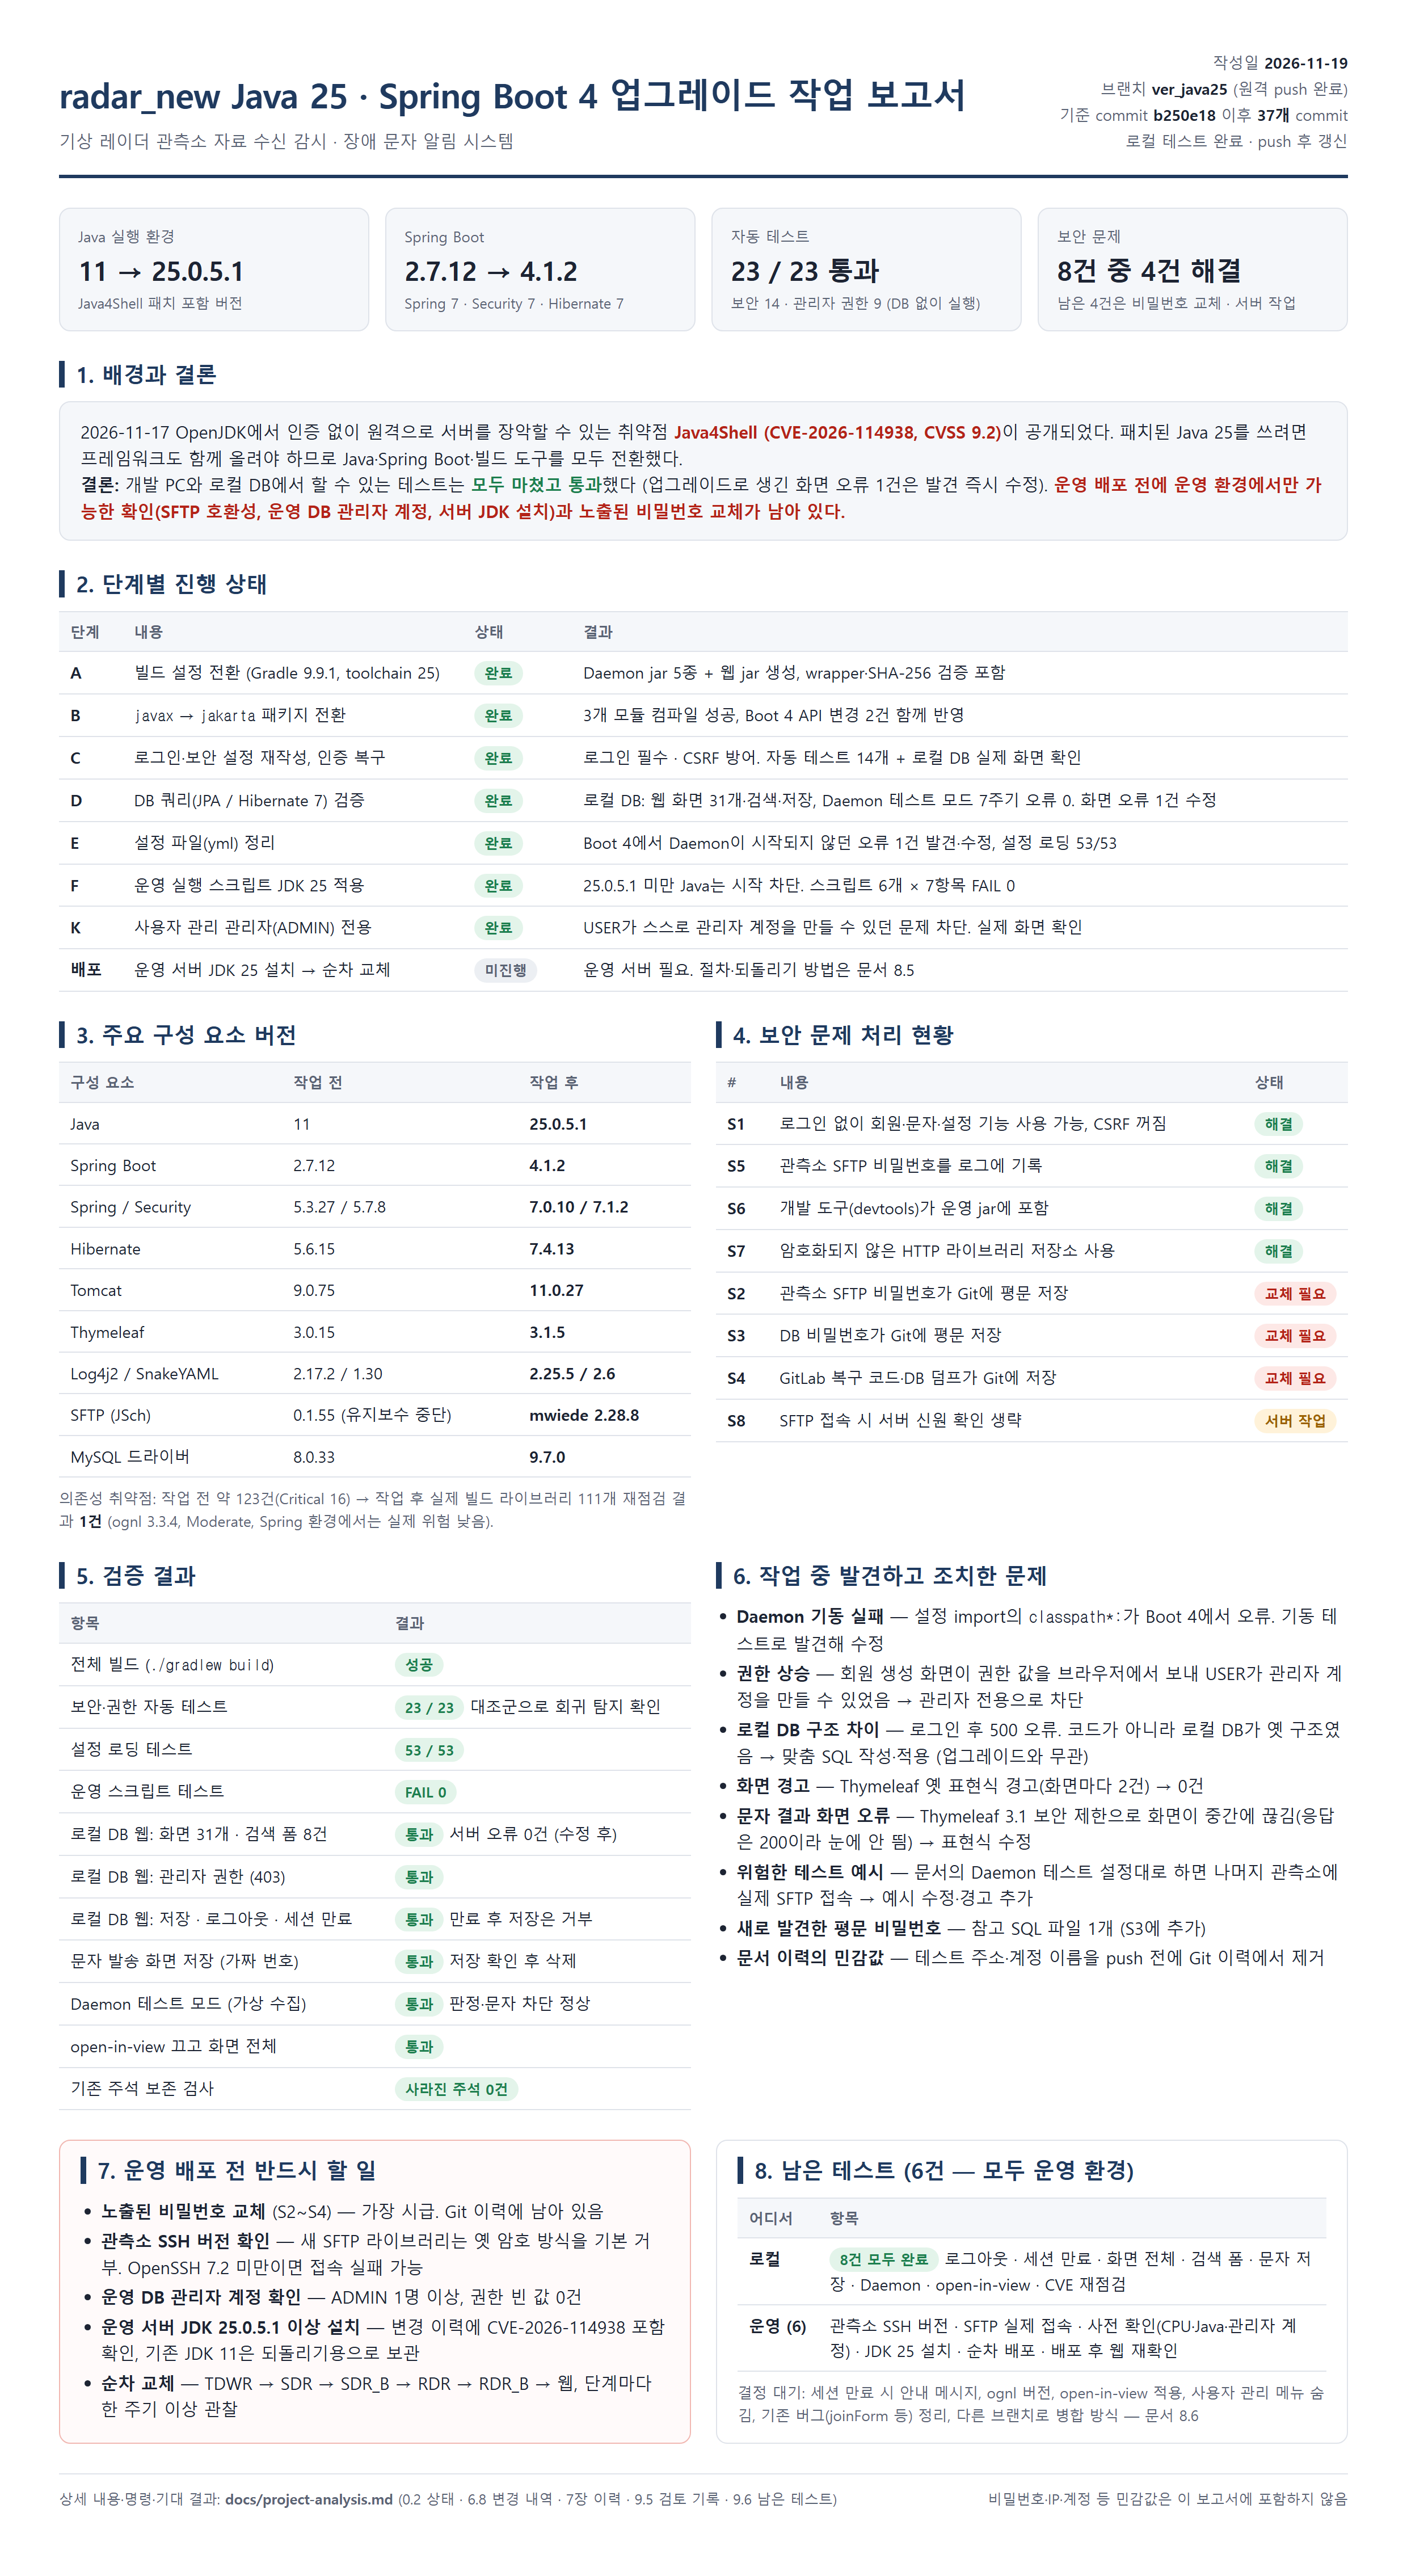 radar_new Java 25 · Spring Boot 4 업그레이드 작업 보고서
기상 레이더 관측소 자료 수신 감시 · 장애 문자 알림 시스템
작성일 2026-11-19
브랜치 ver_java25 (원격 push 완료)
기준 commit b250e18 이후 37개 commit
로컬 테스트 완료 · push 후 갱신
Java 실행 환경
11 → 25.0.5.1
Java4Shell 패치 포함 버전
Spring Boot
2.7.12 → 4.1.2
Spring 7 · Security 7 · Hibernate 7
자동 테스트
23 / 23 통과
보안 14 · 관리자 권한 9 (DB 없이 실행)
보안 문제
8건 중 4건 해결
남은 4건은 비밀번호 교체 · 서버 작업
1. 배경과 결론
2026-11-17 OpenJDK에서 인증 없이 원격으로 서버를 장악할 수 있는 취약점 Java4Shell (CVE-2026-114938, CVSS 9.2)이 공개되었다. 패치된 Java 25를 쓰려면
프레임워크도 함께 올려야 하므로 Java·Spring Boot·빌드 도구를 모두 전환했다.
결론: 개발 PC와 로컬 DB에서 할 수 있는 테스트는 모두 마쳤고 통과했다 (업그레이드로 생긴 화면 오류 1건은 발견 즉시 수정). 운영 배포 전에 운영 환경에서만 가
능한 확인(SFTP 호환성, 운영 DB 관리자 계정, 서버 JDK 설치)과 노출된 비밀번호 교체가 남아 있다.
2. 단계별 진행 상태
단계 내용 상태 결과
A 빌드 설정 전환 (Gradle 9.9.1, toolchain 25) 완료 Daemon jar 5종 + 웹 jar 생성, wrapper·SHA-256 검증 포함
B javax → jakarta 패키지 전환 완료 3개 모듈 컴파일 성공, Boot 4 API 변경 2건 함께 반영
C 로그인·보안 설정 재작성, 인증 복구 완료 로그인 필수 · CSRF 방어. 자동 테스트 14개 + 로컬 DB 실제 화면 확인
D DB 쿼리(JPA / Hibernate 7) 검증 완료 로컬 DB: 웹 화면 31개·검색·저장, Daemon 테스트 모드 7주기 오류 0. 화면 오류 1건 수정
E 설정 파일(yml) 정리 완료 Boot 4에서 Daemon이 시작되지 않던 오류 1건 발견·수정, 설정 로딩 53/53
F 운영 실행 스크립트 JDK 25 적용 완료 25.0.5.1 미만 Java는 시작 차단. 스크립트 6개 × 7항목 FAIL 0
K 사용자 관리 관리자(ADMIN) 전용 완료 USER가 스스로 관리자 계정을 만들 수 있던 문제 차단. 실제 화면 확인
배포 운영 서버 JDK 25 설치 → 순차 교체 미진행 운영 서버 필요. 절차·되돌리기 방법은 문서 8.5
3. 주요 구성 요소 버전
구성 요소 작업 전 작업 후
Java 11 25.0.5.1
Spring Boot 2.7.12 4.1.2
Spring / Security 5.3.27 / 5.7.8 7.0.10 / 7.1.2
Hibernate 5.6.15 7.4.13
Tomcat 9.0.75 11.0.27
Thymeleaf 3.0.15 3.1.5
Log4j2 / SnakeYAML 2.17.2 / 1.30 2.25.5 / 2.6
SFTP (JSch) 0.1.55 (유지보수 중단) mwiede 2.28.8
MySQL 드라이버 8.0.33 9.7.0
의존성 취약점: 작업 전 약 123건(Critical 16) → 작업 후 실제 빌드 라이브러리 111개 재점검 결
과 1건 (ognl 3.3.4, Moderate, Spring 환경에서는 실제 위험 낮음).
4. 보안 문제 처리 현황
# 내용 상태
S1 로그인 없이 회원·문자·설정 기능 사용 가능, CSRF 꺼짐 해결
S5 관측소 SFTP 비밀번호를 로그에 기록 해결
S6 개발 도구(devtools)가 운영 jar에 포함 해결
S7 암호화되지 않은 HTTP 라이브러리 저장소 사용 해결
S2 관측소 SFTP 비밀번호가 Git에 평문 저장 교체 필요
S3 DB 비밀번호가 Git에 평문 저장 교체 필요
S4 GitLab 복구 코드·DB 덤프가 Git에 저장 교체 필요
S8 SFTP 접속 시 서버 신원 확인 생략 서버 작업
5. 검증 결과
항목 결과
전체 빌드 (./gradlew build) 성공
보안·권한 자동 테스트 23 / 23 대조군으로 회귀 탐지 확인
설정 로딩 테스트 53 / 53
운영 스크립트 테스트 FAIL 0
로컬 DB 웹: 화면 31개 · 검색 폼 8건 통과 서버 오류 0건 (수정 후)
로컬 DB 웹: 관리자 권한 (403) 통과
로컬 DB 웹: 저장 · 로그아웃 · 세션 만료 통과 만료 후 저장은 거부
문자 발송 화면 저장 (가짜 번호) 통과 저장 확인 후 삭제
Daemon 테스트 모드 (가상 수집) 통과 판정·문자 차단 정상
open-in-view 끄고 화면 전체 통과
기존 주석 보존 검사 사라진 주석 0건
6. 작업 중 발견하고 조치한 문제
• Daemon 기동 실패 — 설정 import의 classpath*:가 Boot 4에서 오류. 기동 테
스트로 발견해 수정
• 권한 상승 — 회원 생성 화면이 권한 값을 브라우저에서 보내 USER가 관리자 계
정을 만들 수 있었음 → 관리자 전용으로 차단
• 로컬 DB 구조 차이 — 로그인 후 500 오류. 코드가 아니라 로컬 DB가 옛 구조였
음 → 맞춤 SQL 작성·적용 (업그레이드와 무관)
• 화면 경고 — Thymeleaf 옛 표현식 경고(화면마다 2건) → 0건
• 문자 결과 화면 오류 — Thymeleaf 3.1 보안 제한으로 화면이 중간에 끊김(응답
은 200이라 눈에 안 띔) → 표현식 수정
• 위험한 테스트 예시 — 문서의 Daemon 테스트 설정대로 하면 나머지 관측소에
실제 SFTP 접속 → 예시 수정·경고 추가
• 새로 발견한 평문 비밀번호 — 참고 SQL 파일 1개 (S3에 추가)
• 문서 이력의 민감값 — 테스트 주소·계정 이름을 push 전에 Git 이력에서 제거
7. 운영 배포 전 반드시 할 일
• 노출된 비밀번호 교체 (S2~S4) — 가장 시급. Git 이력에 남아 있음
• 관측소 SSH 버전 확인 — 새 SFTP 라이브러리는 옛 암호 방식을 기본 거
부. OpenSSH 7.2 미만이면 접속 실패 가능
• 운영 DB 관리자 계정 확인 — ADMIN 1명 이상, 권한 빈 값 0건
• 운영 서버 JDK 25.0.5.1 이상 설치 — 변경 이력에 CVE-2026-114938 포함
확인, 기존 JDK 11은 되돌리기용으로 보관
• 순차 교체 — TDWR → SDR → SDR_B → RDR → RDR_B → 웹, 단계마다
한 주기 이상 관찰
8. 남은 테스트 (6건 — 모두 운영 환경)
어디서 항목
로컬 8건 모두 완료 로그아웃 · 세션 만료 · 화면 전체 · 검색 폼 · 문자 저
장 · Daemon · open-in-view · CVE 재점검
운영 (6) 관측소 SSH 버전 · SFTP 실제 접속 · 사전 확인(CPU·Java·관리자 계
정) · JDK 25 설치 · 순차 배포 · 배포 후 웹 재확인
결정 대기: 세션 만료 시 안내 메시지, ognl 버전, open-in-view 적용, 사용자 관리 메뉴 숨
김, 기존 버그(joinForm 등) 정리, 다른 브랜치로 병합 방식 — 문서 8.6
상세 내용·명령·기대 결과: docs/project-analysis.md (0.2 상태 · 6.8 변경 내역 · 7장 이력 · 9.5 검토 기록 · 9.6 남은 테스트)
비밀번호·IP·계정 등 민감값은 이 보고서에 포함하지 않음